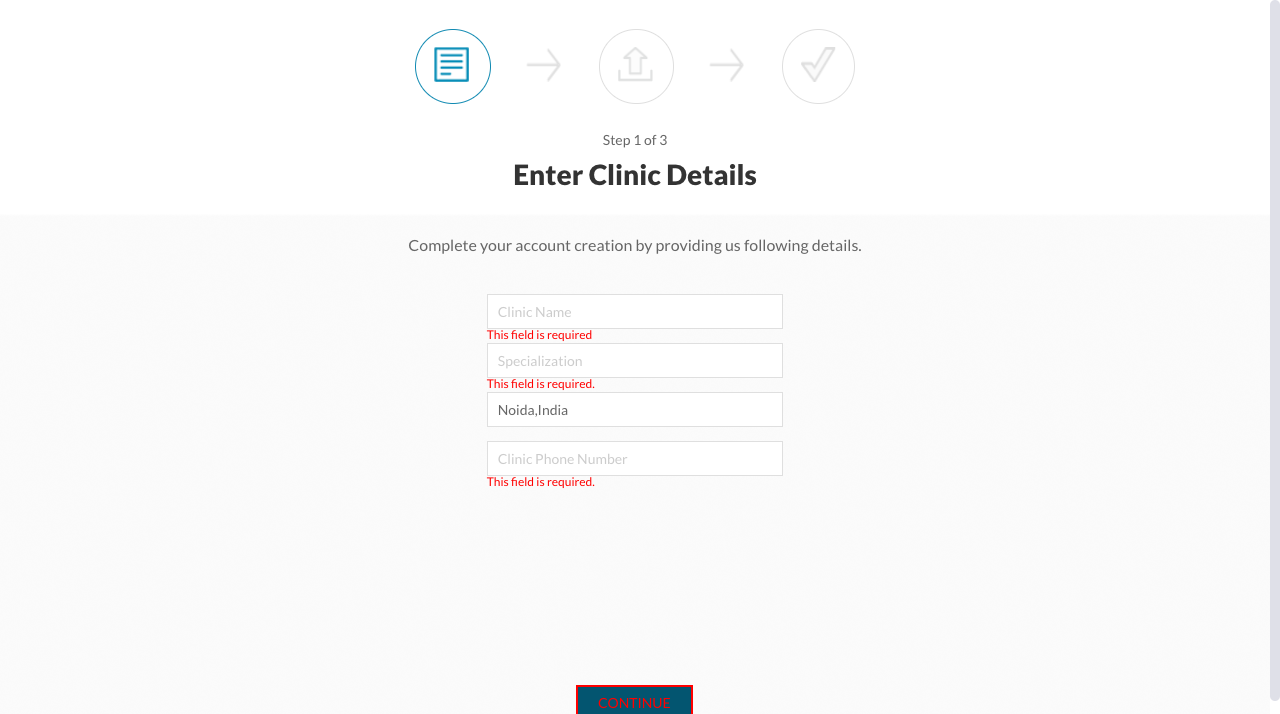 Step 1 of 3
Enter Clinic Details
Complete your account creation by providing us following details.
Clinic Name
This field is required
Specialization
This field is required.
Noida,India
Clinic Phone Number
This field is required.
CONTINUE